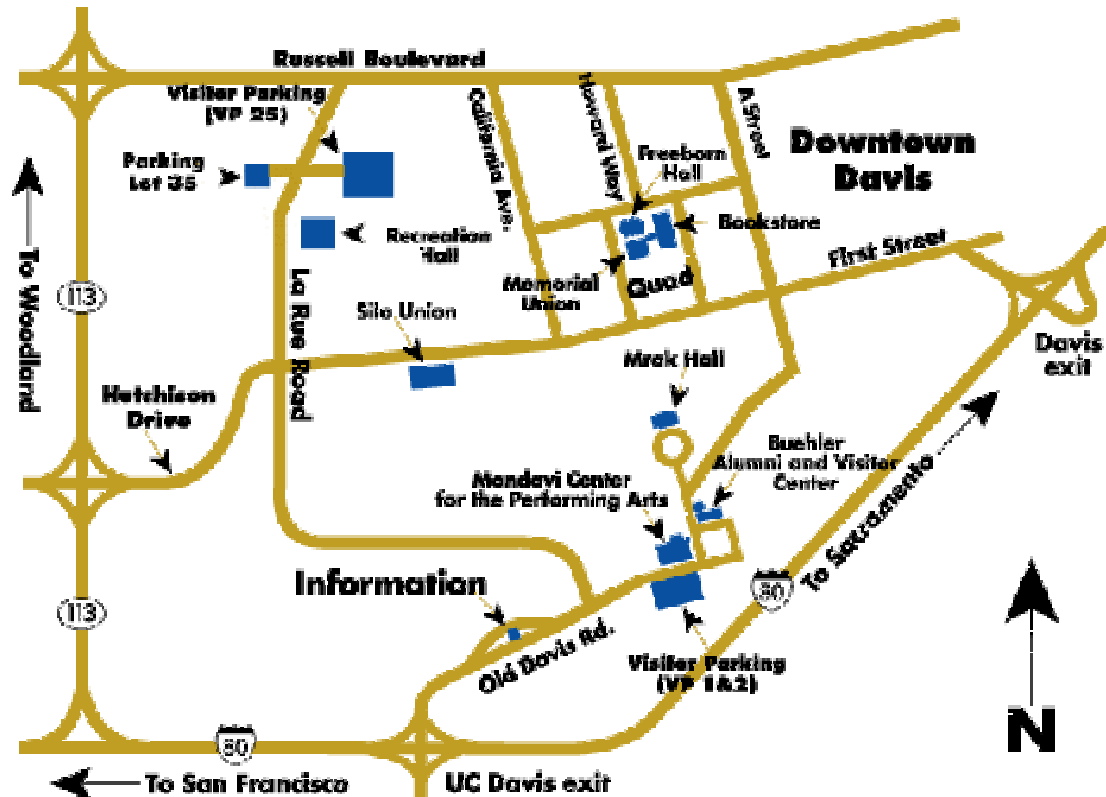 Russell Boulevard
Visitor Parking
(VP 25)
Parking
Lot 35
California Ave.
Howard Way
A Street
Freeborn
Hall
Downtown
Davis
Bookstore
Recreation
Hall
Memorial
Union
Quad
First Street
To Woodland
113
La Rue Road
Silo Union
Mrak Hall
Davis
exit
Hutchison
Drive
Buehler
Alumni and Visitor
Center
Mondavi Center
for the Performing Arts
To Sacramento
80
Information
113
Old Davis Rd.
Visitor Parking
(VP 1&2)
N
80
To San Francisco
UC Davis exit